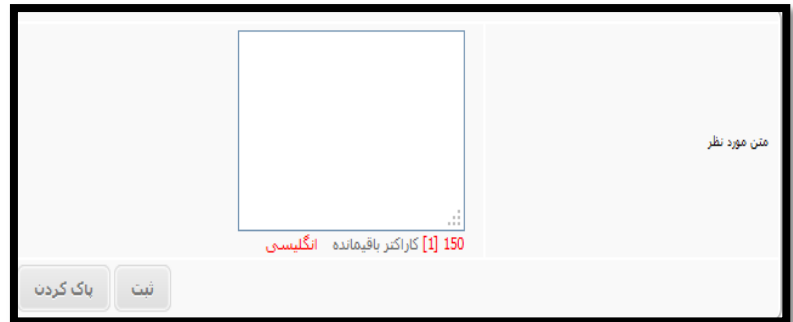 متن مورد نظر
150 [1] کاراکتر باقیمانده انگلیسی
ثبت پاک کردن